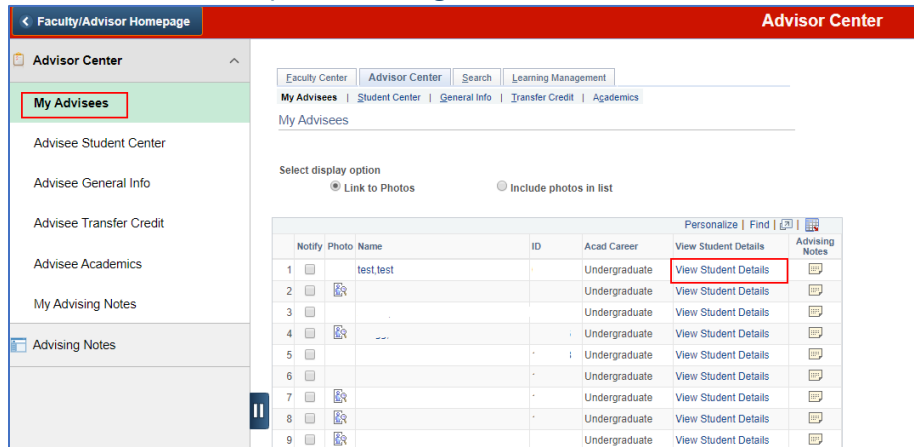 Faculty/Advisor Homepage
Advisor Center
Advisor Center
My Advisees
Advisee Student Center
Advisee General Info
Advisee Transfer Credit
Advisee Academics
My Advising Notes
Advising Notes
Faculty Center Advisor Center Search Learning Management
My Advisees | Student Center | General Info | Transfer Credit | Academics
My Advisees
Select display option
Link to Photos Include photos in list
Personalize | Find |
Notify Photo Name ID Acad Career View Student Details Advising Notes
1 test,test Undergraduate View Student Details
2 Undergraduate View Student Details
3 Undergraduate View Student Details
4 Undergraduate View Student Details
5 Undergraduate View Student Details
6 Undergraduate View Student Details
7 Undergraduate View Student Details
8 Undergraduate View Student Details
9 Undergraduate View Student Details